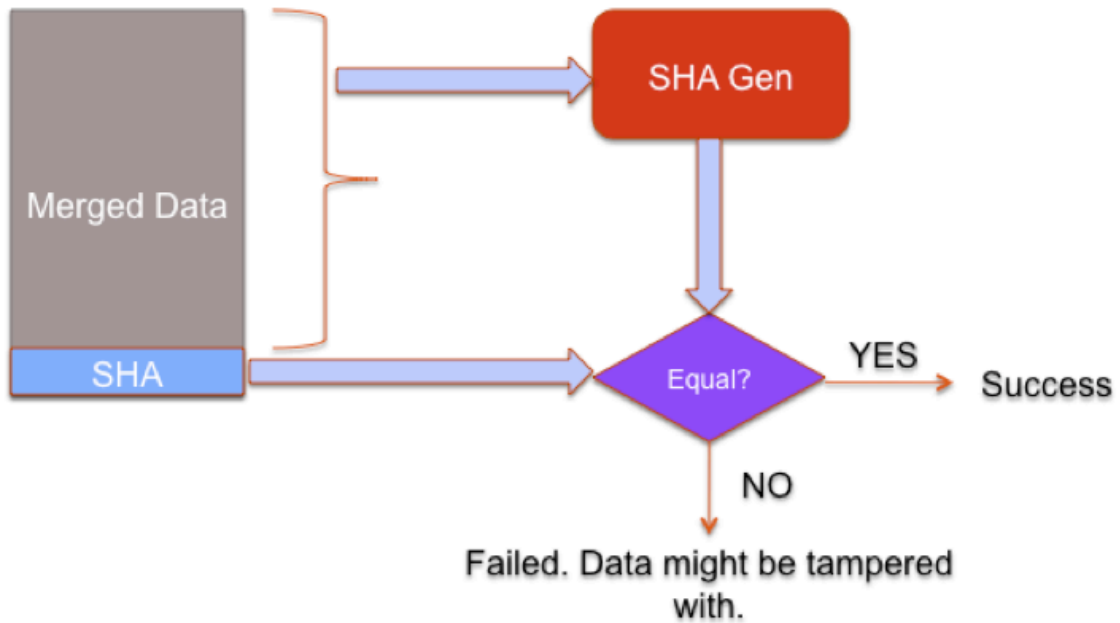 SHA Gen
Merged Data
SHA
Equal?
YES
Success
NO
Failed. Data might be tampered
with.